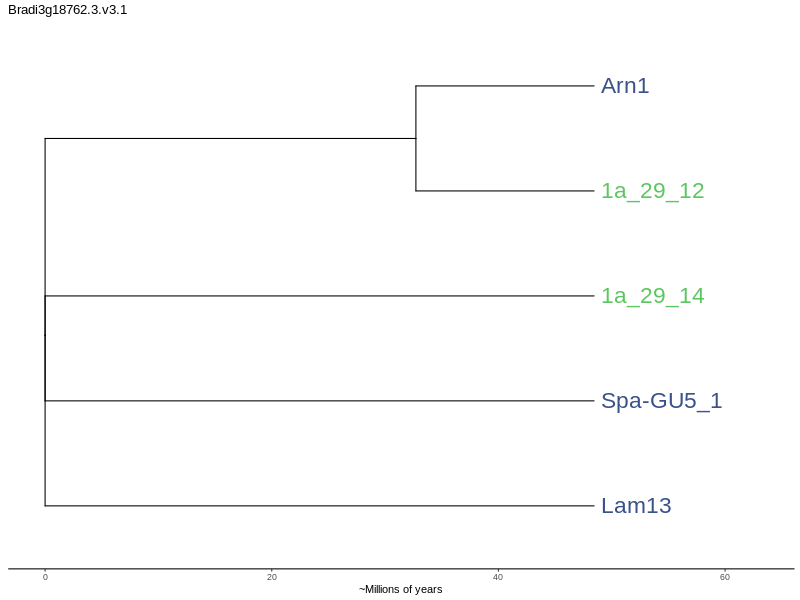 Bradi3g18762.3.v3.1
Arn1
1a_29_12
1a_29_14
Spa-GU5_1
Lam13
0 20 40 60
~Millions of years